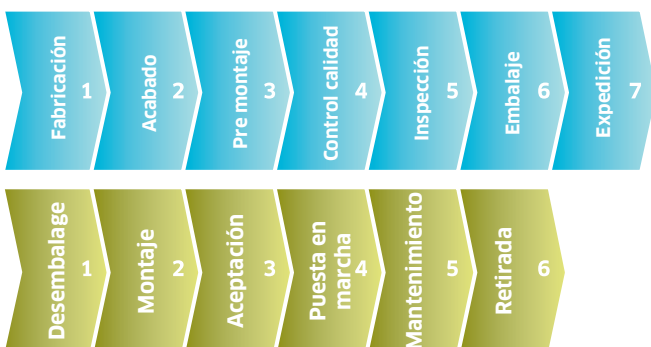 Fabricación 1
Acabado 2
Pre montaje 3
Control calidad 4
Inspección 5
Embalaje 6
Expedición 7
Desembalage 1
Montaje 2
Aceptación 3
Puesta en
marcha 4
Mantenimiento 5
Retirada 6